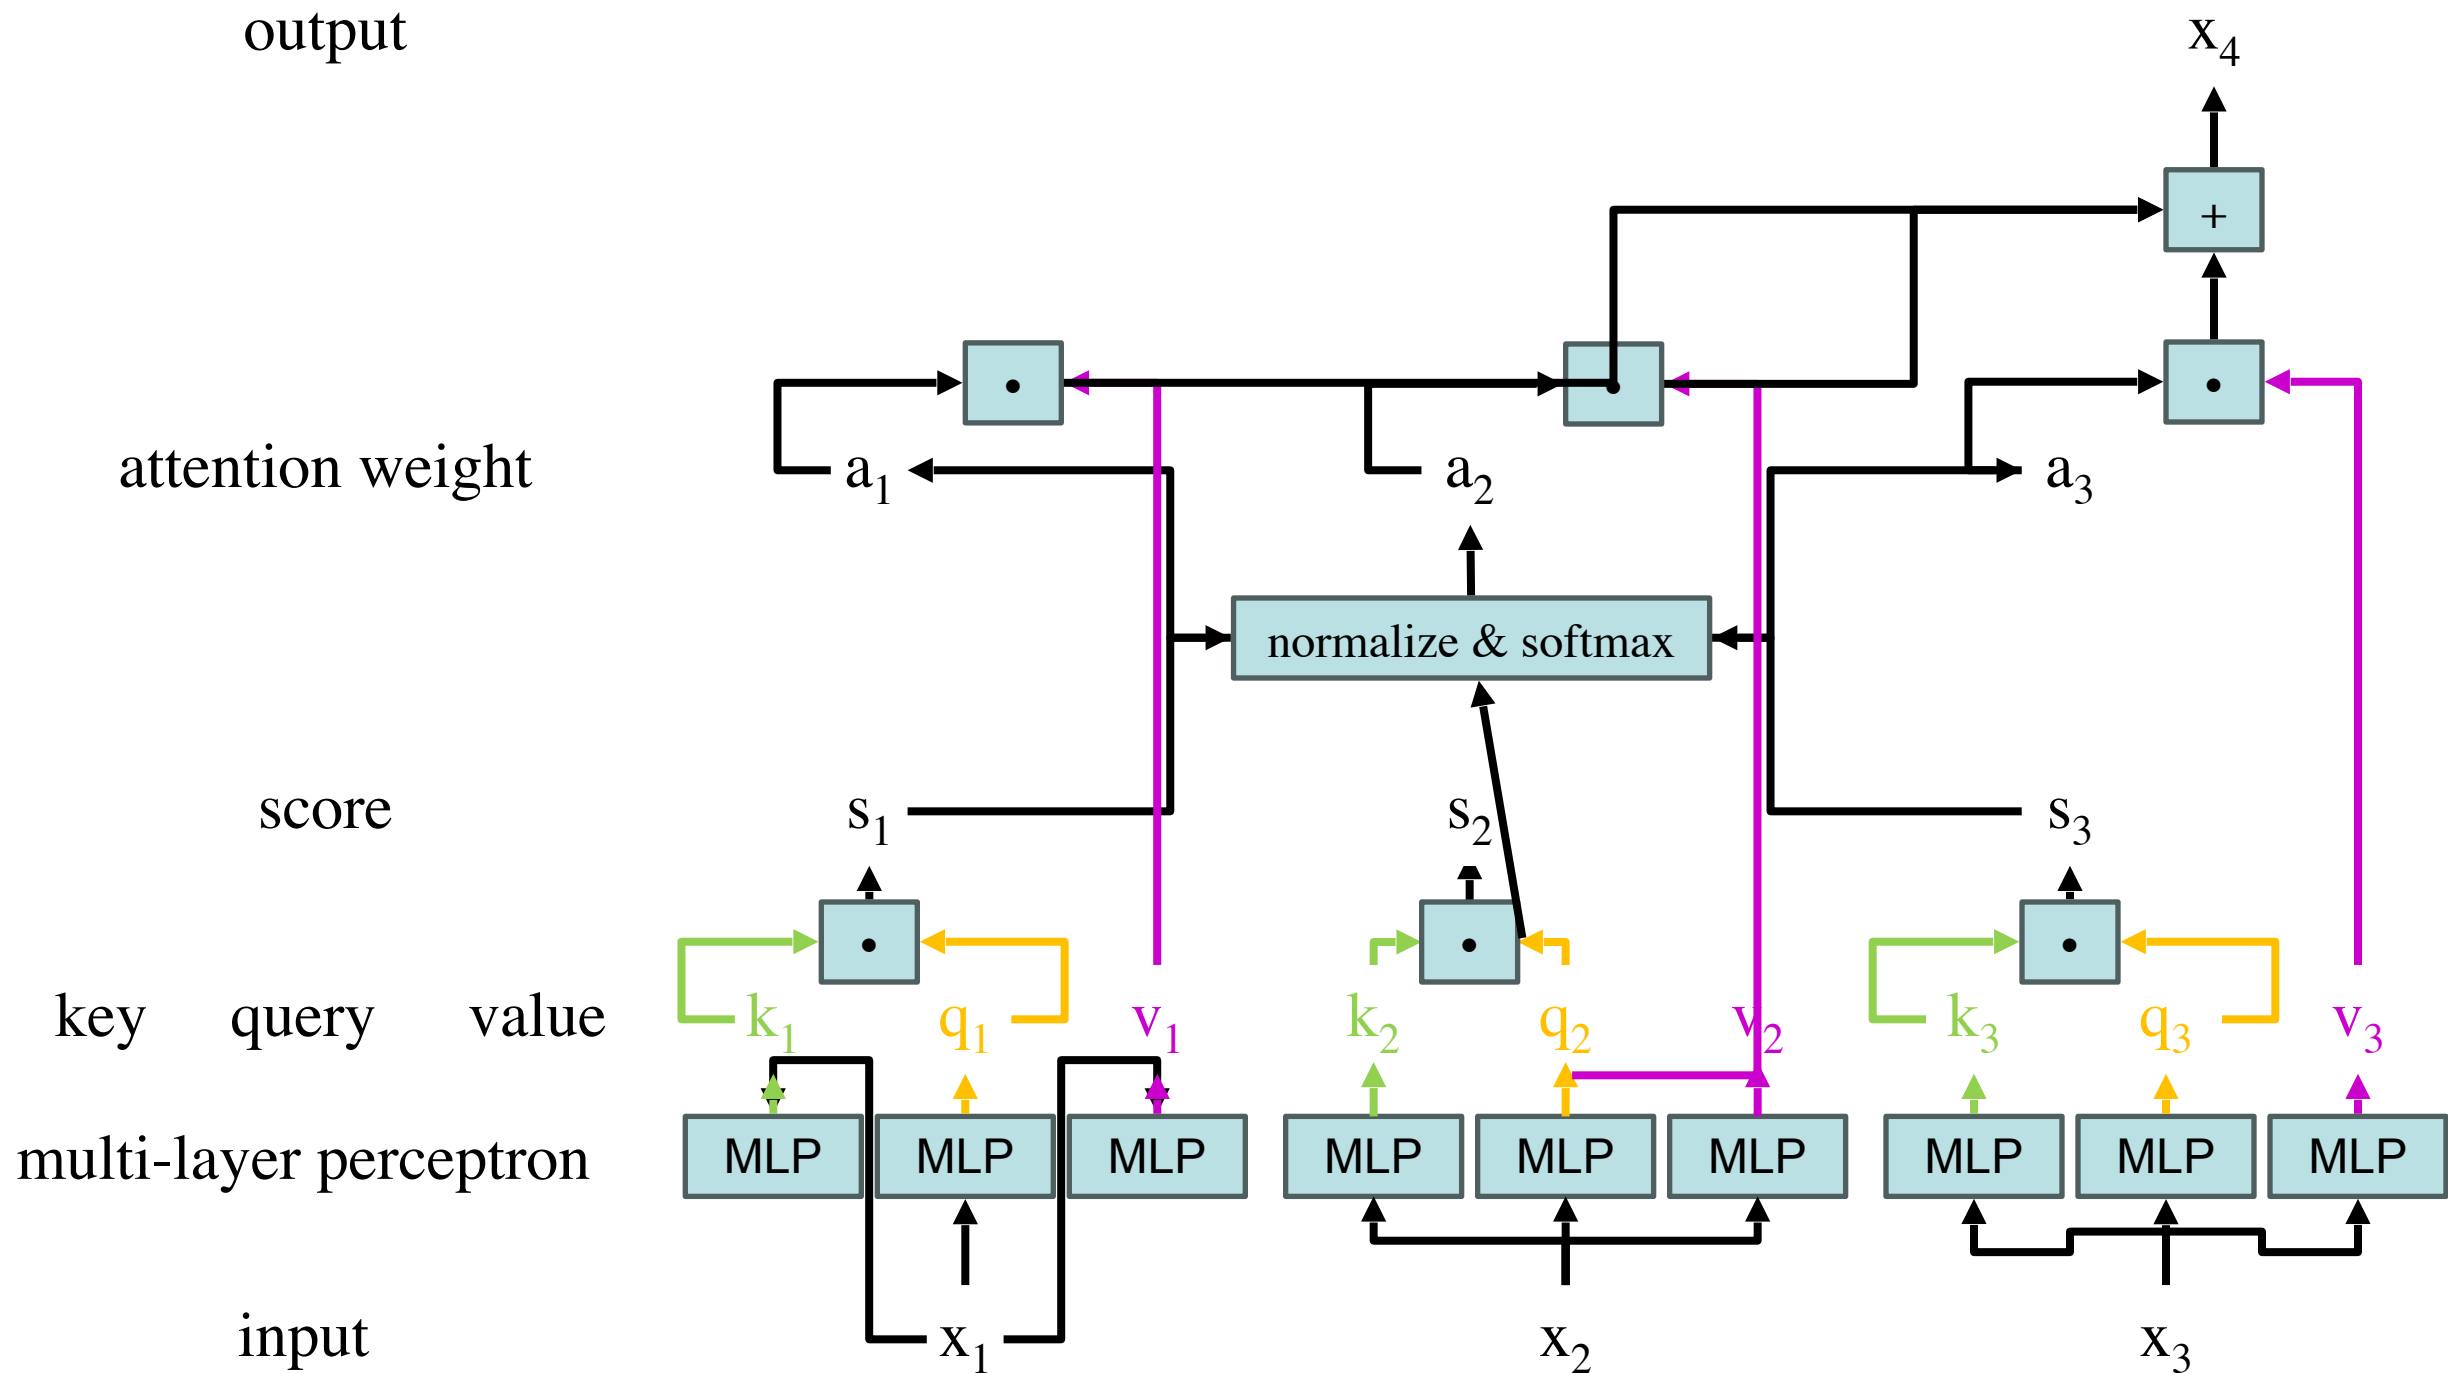 output x₄
+
• • •
attention weight a₁ a₂ a₃
normalize & softmax
score s₁ s₂ s₃
• • •
key query value k₁ q₁ v₁ k₂ q₂ v₂ k₃ q₃ v₃
multi-layer perceptron MLP MLP MLP MLP MLP MLP MLP MLP MLP
input x₁ x₂ x₃